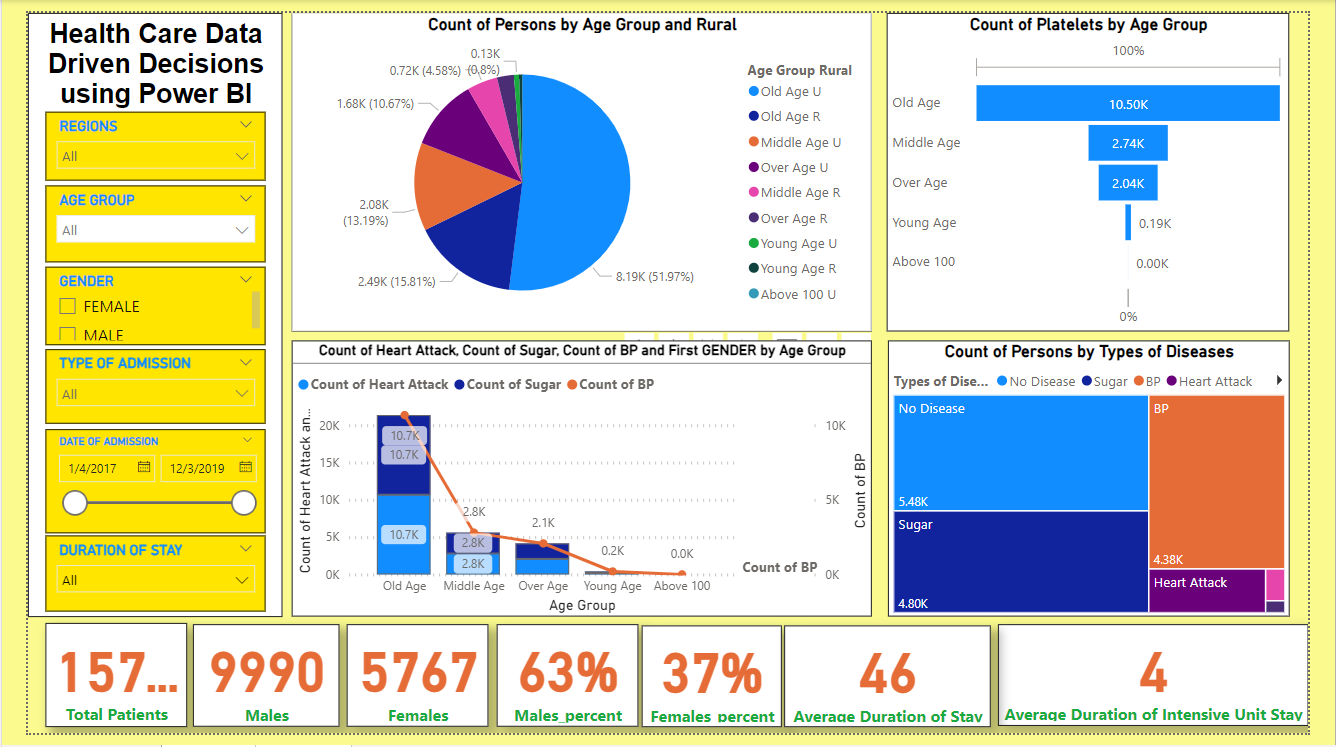 Health Care Data
Driven Decisions
using Power BI
REGIONS
All
AGE GROUP
All
GENDER
FEMALE
MALE
TYPE OF ADMISSION
All
DATE OF ADMISSION
1/4/2017
12/3/2019
DURATION OF STAY
All
Count of Persons by Age Group and Rural
0.13K
(0.8%)
0.72K (4.58%)
1.68K (10.67%)
2.08K
(13.19%)
2.49K (15.81%)
8.19K (51.97%)
Age Group Rural
Old Age U
Old Age R
Middle Age U
Over Age U
Middle Age R
Over Age R
Young Age U
Young Age R
Above 100 U
Count of Platelets by Age Group
100%
Old Age
10.50K
Middle Age
2.74K
Over Age
2.04K
Young Age
0.19K
Above 100
0.00K
0%
Count of Heart Attack, Count of Sugar, Count of BP and First GENDER by Age Group
Count of Heart Attack Count of Sugar Count of BP
Count of Heart Attack an...
20K
15K
10K
5K
0K
10.7K
10.7K
10.7K
2.8K
2.8K
2.8K
2.1K
0.2K
0.0K
10K
5K
0K
Count of BP
Count of BP
Old Age Middle Age Over Age Young Age Above 100
Age Group
Count of Persons by Types of Diseases
Types of Dise... No Disease Sugar BP Heart Attack
No Disease
5.48K
Sugar
4.80K
BP
4.38K
Heart Attack
157...
Total Patients
9990
Males
5767
Females
63%
Males_percent
37%
Females_percent
46
Average Duration of Stay
4
Average Duration of Intensive Unit Stay